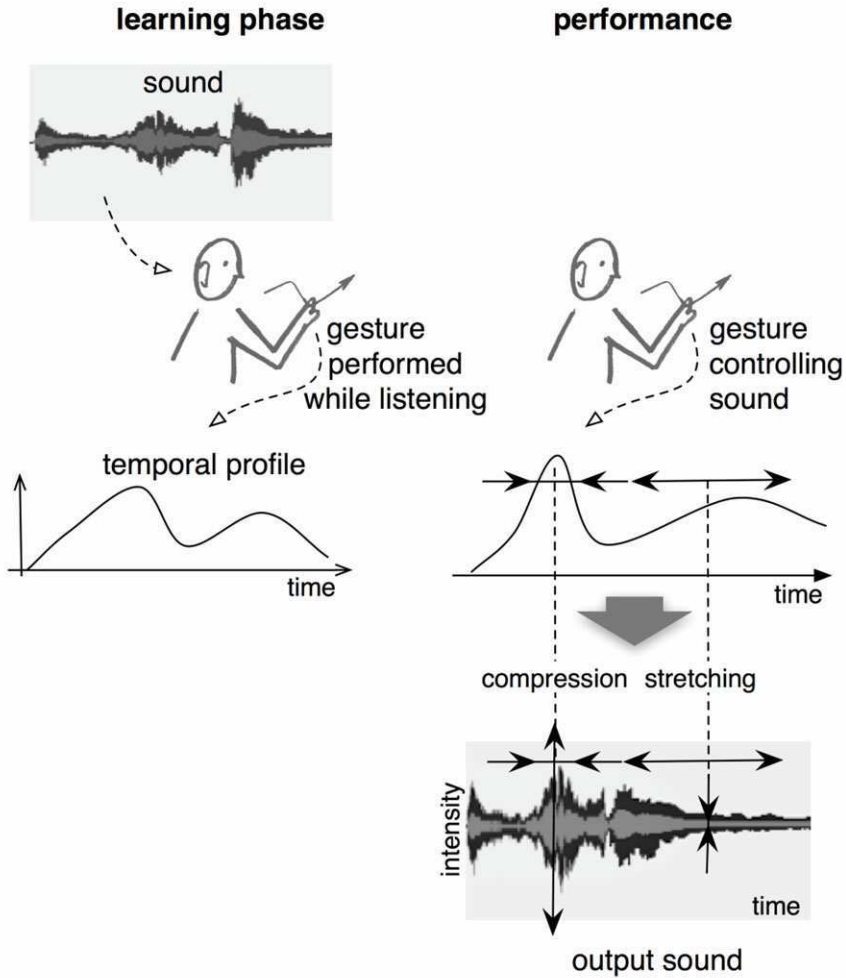 learning phase
sound
gesture
performed
while listening
temporal profile
time
performance
gesture
controlling
sound
time
compression
stretching
intensity
time
output sound